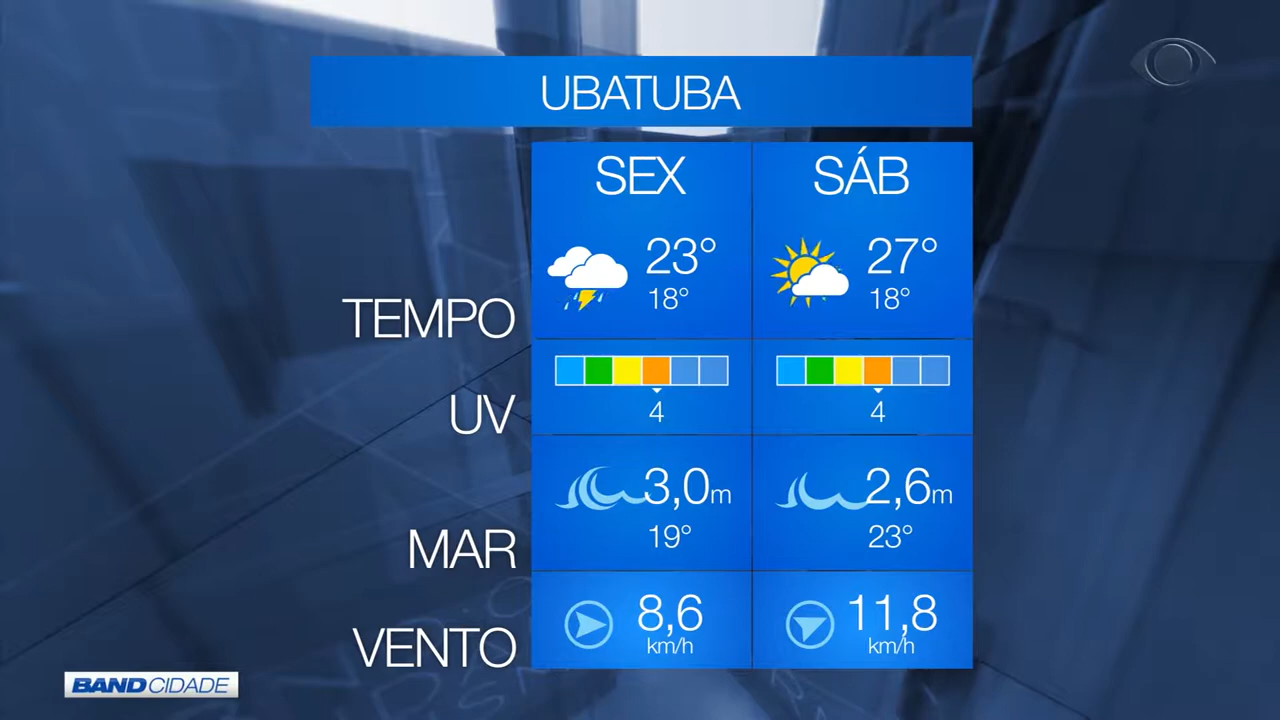 UBATUBA
SEX SÁB
23° 27°
18° 18°
TEMPO
UV
4 4
3,0m 2,6m
19° 23°
MAR
8,6 11,8
km/h km/h
VENTO
BAND CIDADE